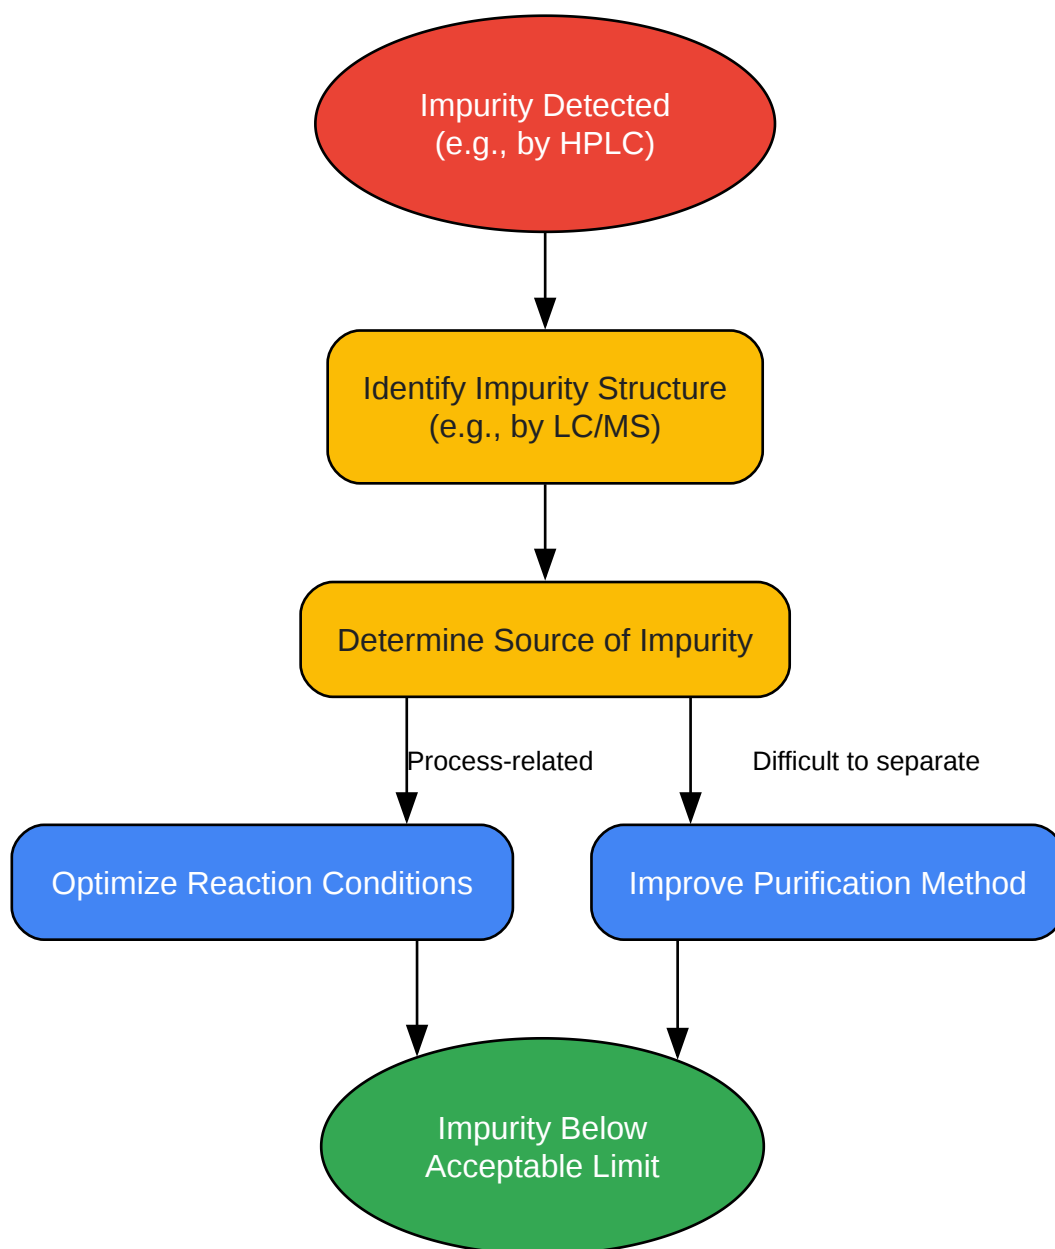 Impurity Detected
(e.g., by HPLC)
Identify Impurity Structure
(e.g., by LC/MS)
Determine Source of Impurity
Process-related
Difficult to separate
Optimize Reaction Conditions
Improve Purification Method
Impurity Below
Acceptable Limit